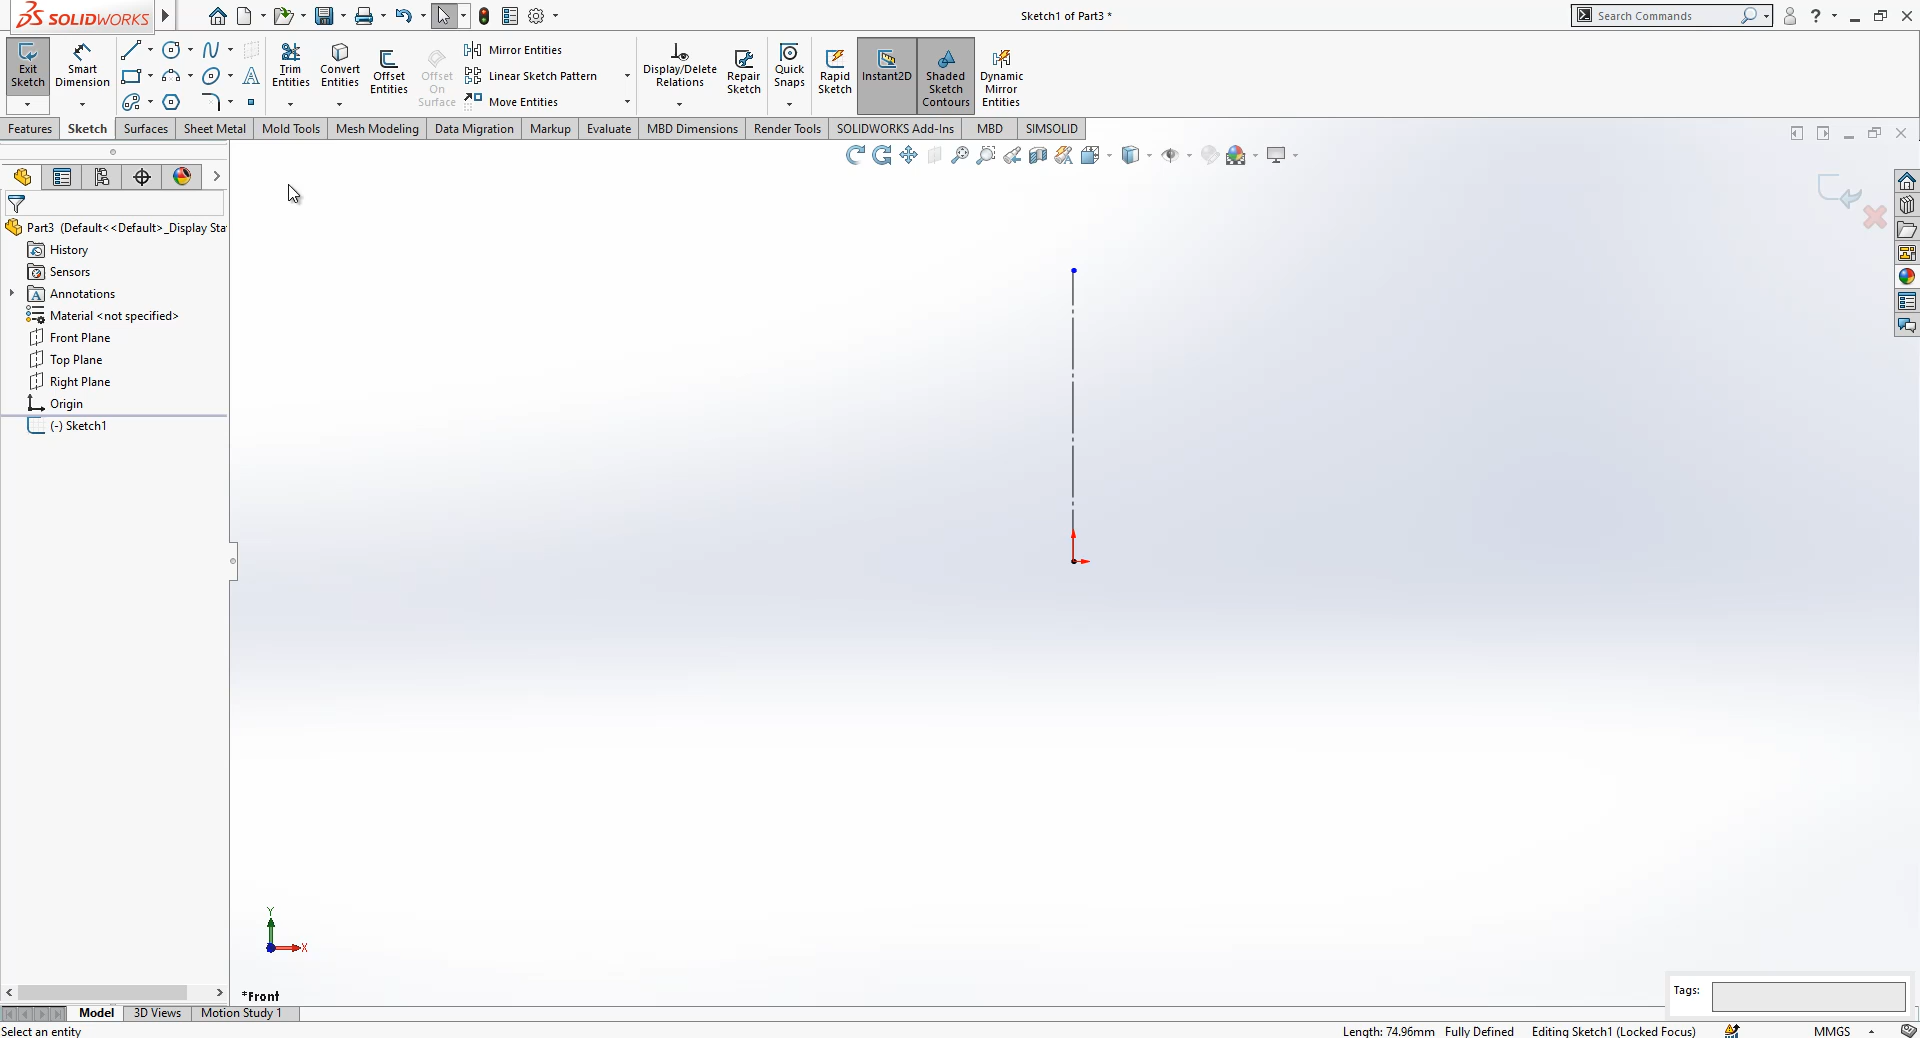 SOLIDWORKS
Sketch1 of Part3 *
Search Commands
Exit Sketch
Smart Dimension
Trim Entities
Convert Entities
Offset Entities
Offset On Surface
Mirror Entities
Linear Sketch Pattern
Move Entities
Display/Delete Relations
Repair Sketch
Quick Snaps
Rapid Sketch
Instant2D
Shaded Sketch Contours
Dynamic Mirror Entities
Features
Sketch
Surfaces
Sheet Metal
Mold Tools
Mesh Modeling
Data Migration
Markup
Evaluate
MBD Dimensions
Render Tools
SOLIDWORKS Add-Ins
MBD
SIMSOLID
Part3 (Default<<Default>_Display Sta
History
Sensors
Annotations
Material <not specified>
Front Plane
Top Plane
Right Plane
Origin
(-) Sketch1
Y
X
*Front
Tags:
Model
3D Views
Motion Study 1
Select an entity
Length: 74.96mm
Fully Defined
Editing Sketch1 (Locked Focus)
MMGS